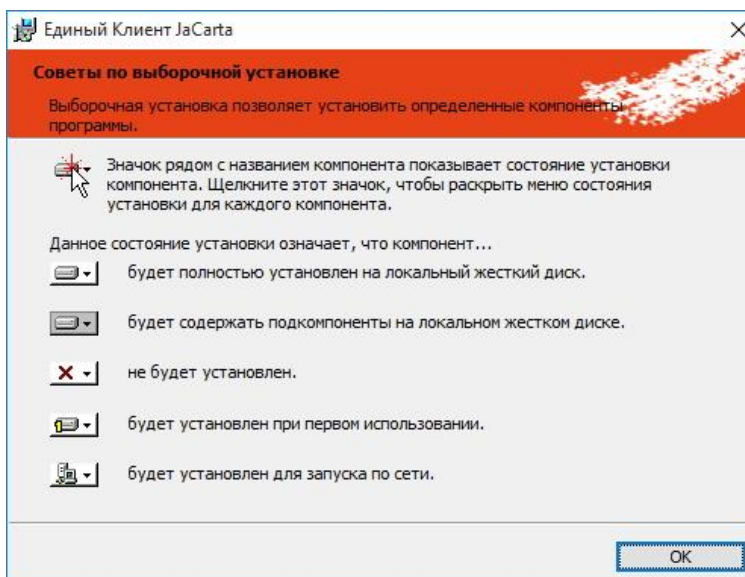 Единый Клиент JaCarta
Советы по выборочной установке
Выборочная установка позволяет установить определенные компоненты
программы.
Значок рядом с названием компонента показывает состояние установки
компонента. Щелкните этот значок, чтобы раскрыть меню состояния
установки для каждого компонента.
Данное состояние установки означает, что компонент...
будет полностью установлен на локальный жесткий диск.
будет содержать подкомпоненты на локальном жестком диске.
не будет установлен.
будет установлен при первом использовании.
будет установлен для запуска по сети.
OK